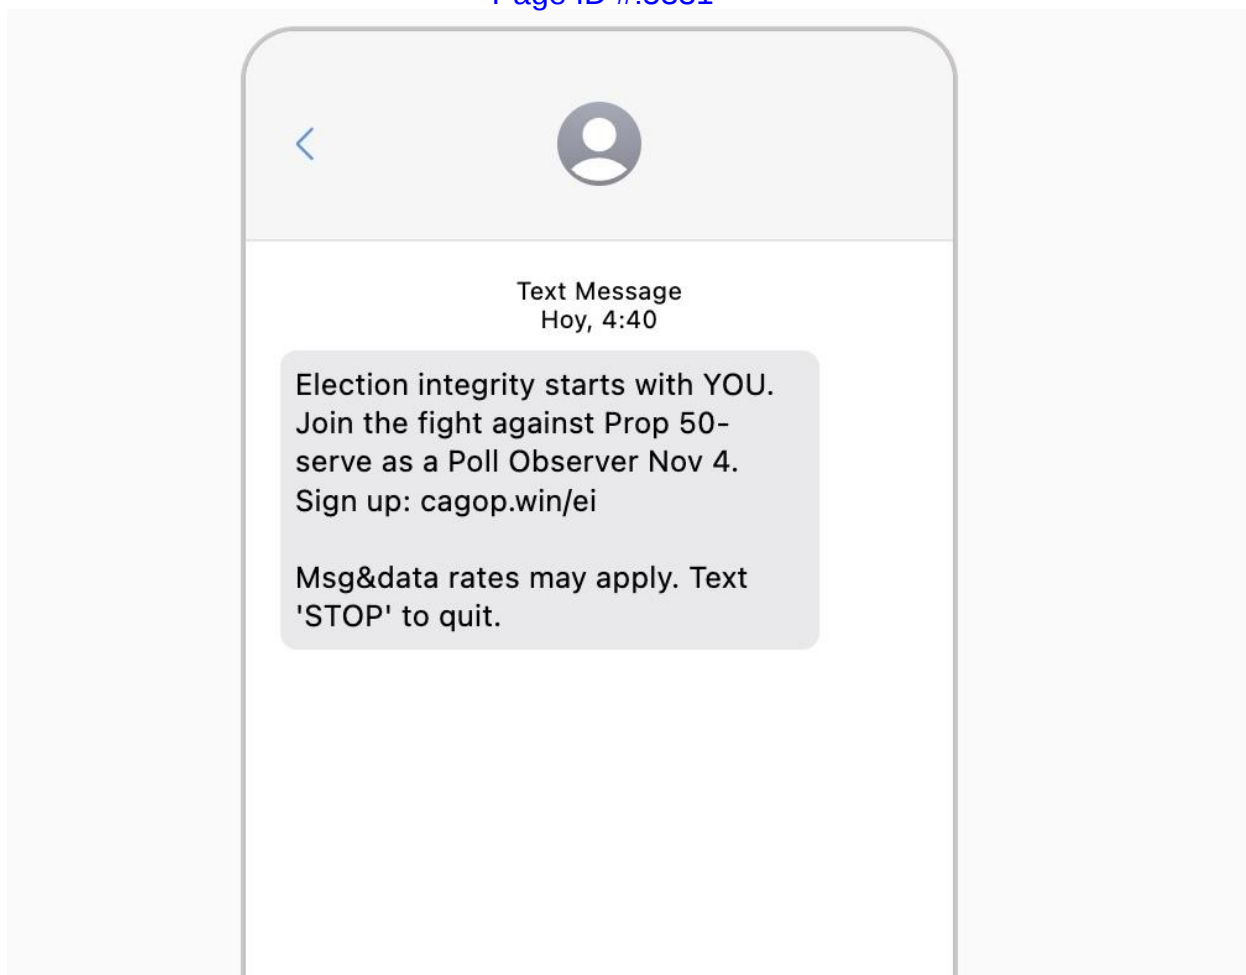 Text Message
Hoy, 4:40
Election integrity starts with YOU.
Join the fight against Prop 50-
serve as a Poll Observer Nov 4.
Sign up: cagop.win/ei
Msg&data rates may apply. Text
'STOP' to quit.